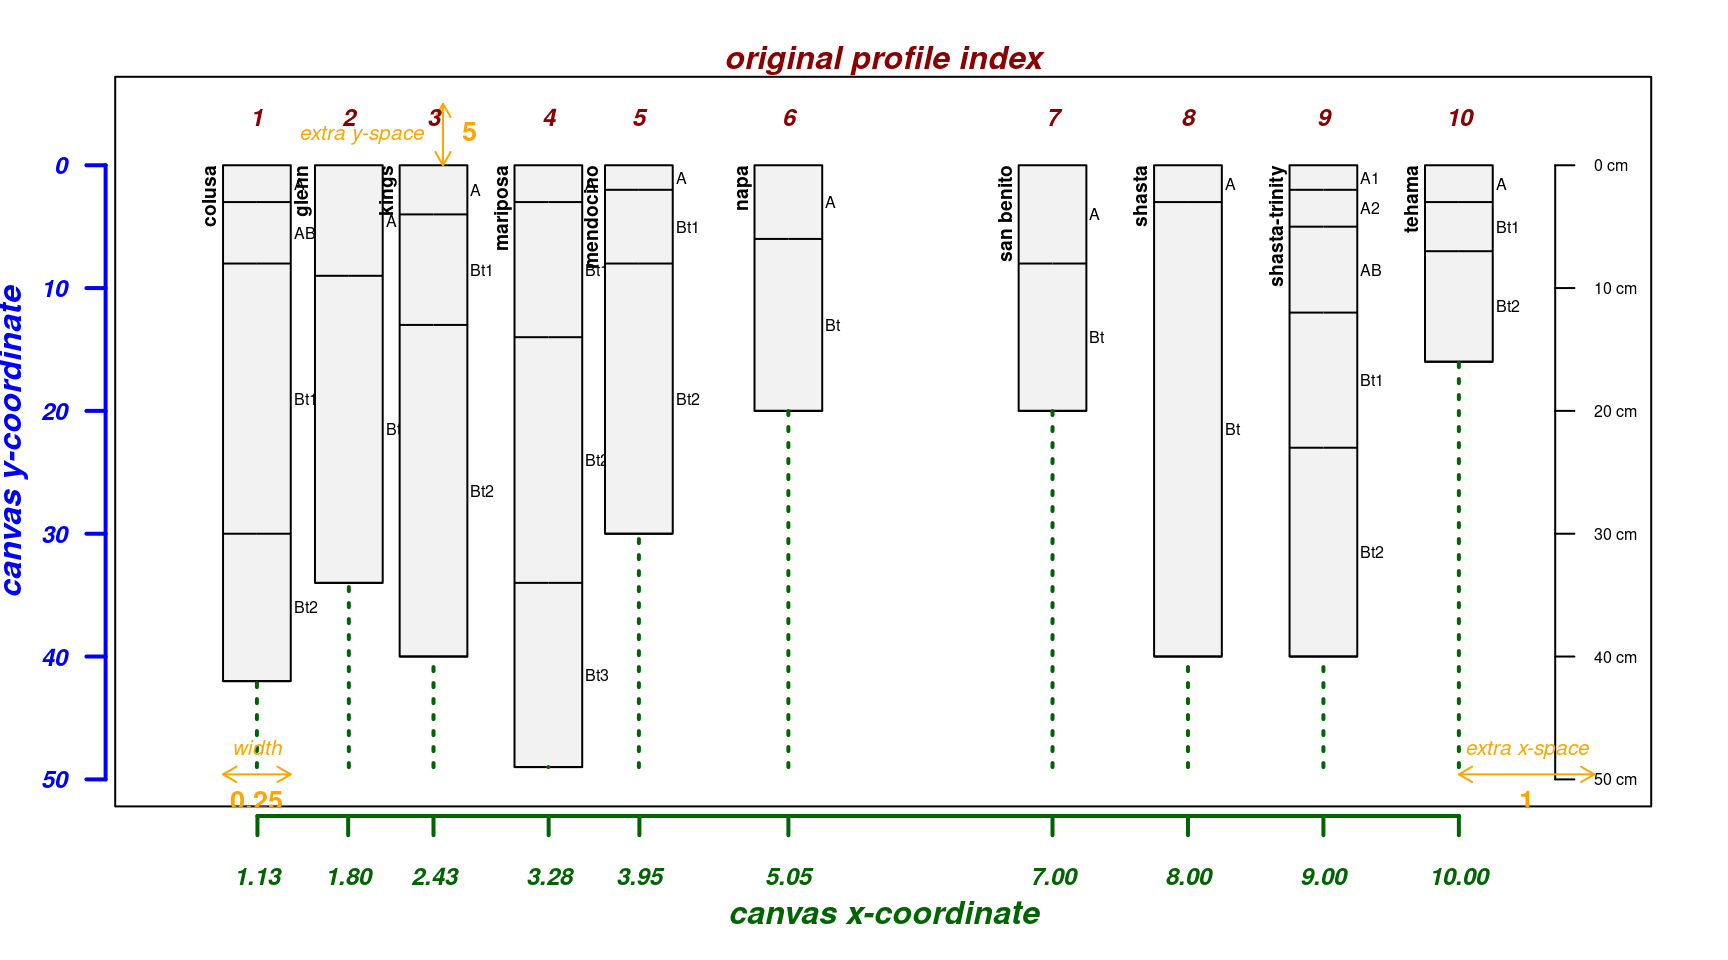 original profile index
1 2 3 4 5 6 7 8 9 10
extra y-space 5
canvas y-coordinate
0
10
20
30
40
50
colusa
A
AB
Bt1
Bt2
glenn
A
Bt
kings
A
Bt1
Bt2
mariposa
A
Bt1
Bt2
Bt3
mendocino
A
Bt1
Bt2
napa
A
Bt
san benito
A
Bt
shasta
A
Bt
shasta-trinity
A1
A2
AB
Bt1
Bt2
tehama
A
Bt1
Bt2
0 cm
10 cm
20 cm
30 cm
40 cm
50 cm
width
0.25
extra x-space
1
1.13 1.80 2.43 3.28 3.95 5.05 7.00 8.00 9.00 10.00
canvas x-coordinate